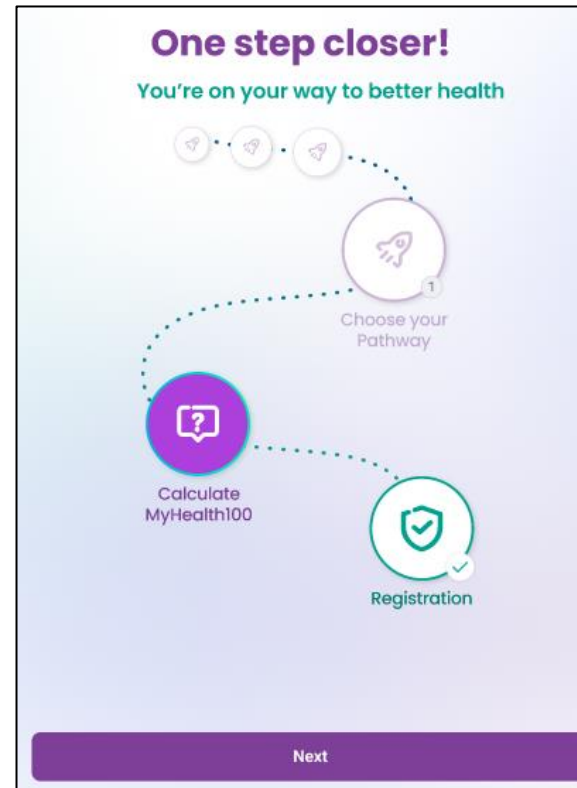 One step closer!
You're on your way to better health
1
Choose your
Pathway
?
Calculate
MyHealth100
Registration
Next